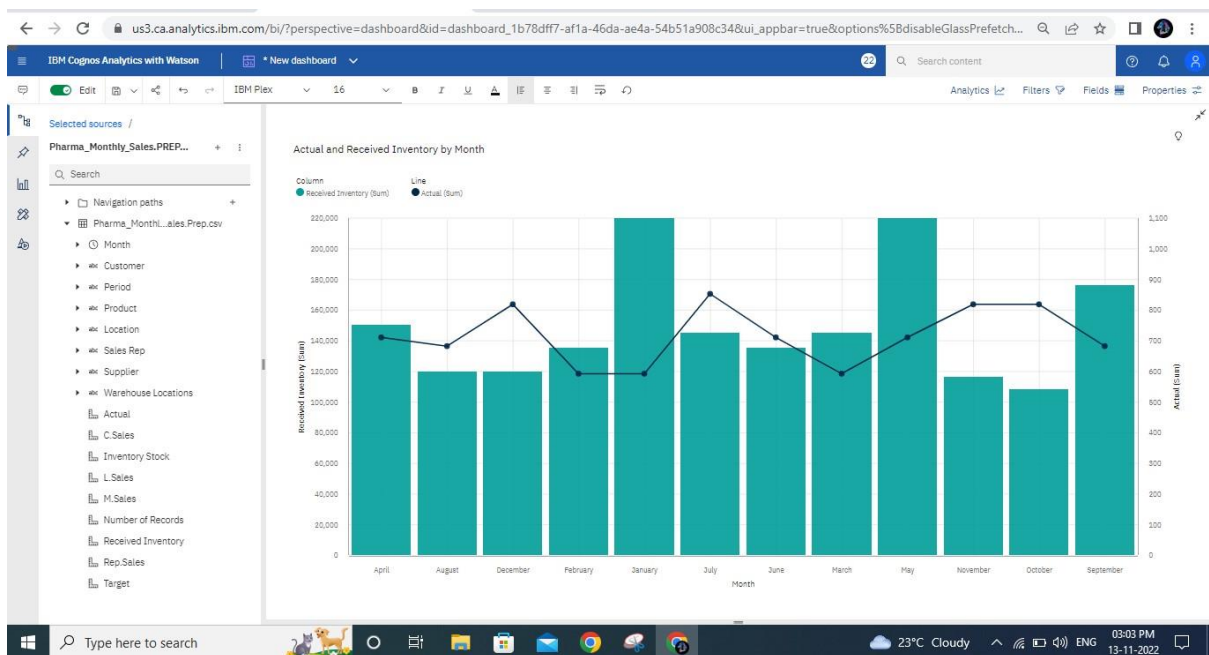 us3.ca.analytics.ibm.com/bi/?perspective=dashboard&id=dashboard_1b78dff7-af1a-46da-ae4a-54b51a908c34&ui_appbar=true&options%5BdisableGlassPrefetch...
IBM Cognos Analytics with Watson
* New dashboard
22
Search content
Edit
IBM Plex
16
B I U A
Analytics
Filters
Fields
Properties
Selected sources /
Pharma_Monthly_Sales.PREP...
Search
Navigation paths
Pharma_Monthl...ales.Prep.csv
Month
abc Customer
abc Period
abc Product
abc Location
abc Sales Rep
abc Supplier
abc Warehouse Locations
Actual
C.Sales
Inventory Stock
L.Sales
M.Sales
Number of Records
Received Inventory
Rep.Sales
Target
Actual and Received Inventory by Month
Column
Received Inventory (Sum)
Line
Actual (Sum)
Received Inventory (Sum)
220,000
200,000
180,000
160,000
140,000
120,000
100,000
80,000
60,000
40,000
20,000
0
1,100
1,000
900
800
700
600
500
400
300
200
100
0
Actual (Sum)
April August December February January July June March May November October September
Month
Type here to search
23°C Cloudy
ENG
03:03 PM
13-11-2022